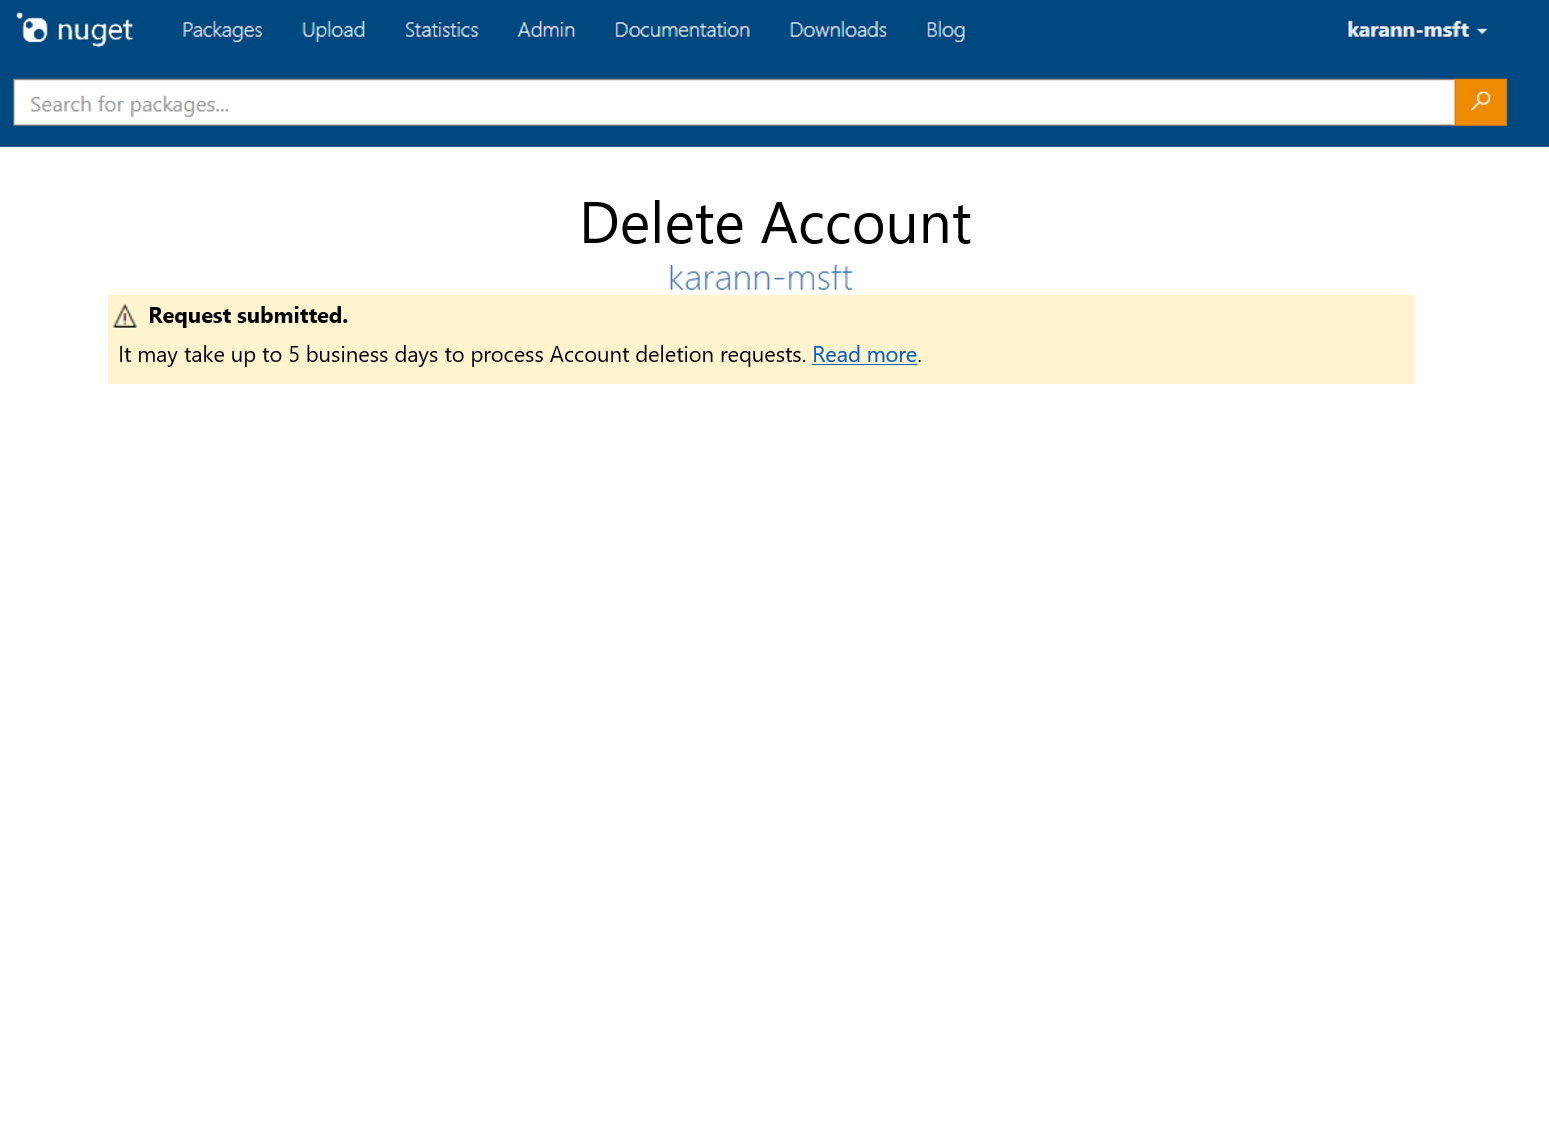 nuget Packages Upload Statistics Admin Documentation Downloads Blog karann-msft
Search for packages...
Delete Account
karann-msft
Request submitted.
It may take up to 5 business days to process Account deletion requests. Read more.